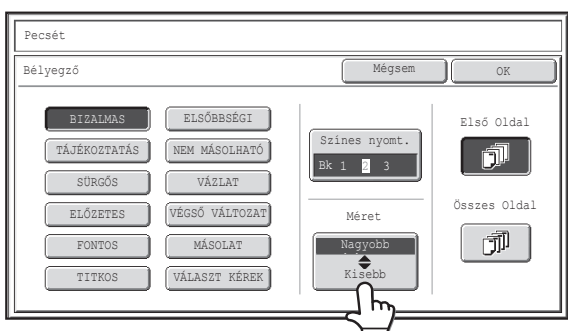 Pecsét
Bélyegző
Mégsem
OK
BIZALMAS
ELSŐBBSÉGI
TÁJÉKOZTATÁS
NEM MÁSOLHATÓ
SÜRGŐS
VÁZLAT
ELŐZETES
VÉGSŐ VÁLTOZAT
FONTOS
MÁSOLAT
TITKOS
VÁLASZT KÉREK
Színes nyomt.
Bk 1 2 3
Méret
Nagyobb
Kisebb
Első Oldal
Összes Oldal